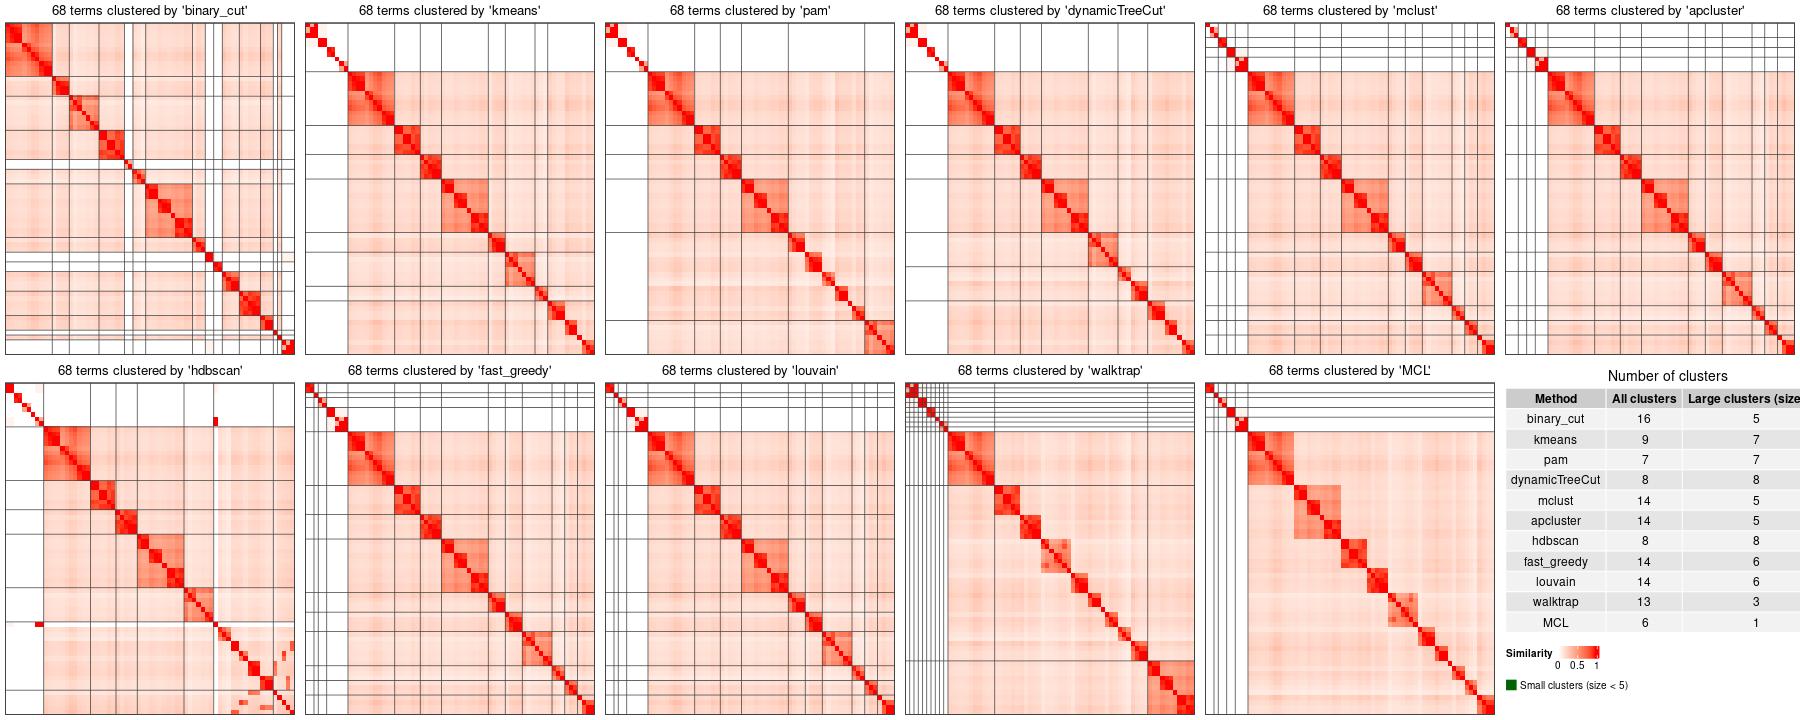 68 terms clustered by 'binary_cut'
68 terms clustered by 'kmeans'
68 terms clustered by 'pam'
68 terms clustered by 'dynamicTreeCut'
68 terms clustered by 'mclust'
68 terms clustered by 'apcluster'
68 terms clustered by 'hdbscan'
68 terms clustered by 'fast_greedy'
68 terms clustered by 'louvain'
68 terms clustered by 'walktrap'
68 terms clustered by 'MCL'
Number of clusters
Method All clusters Large clusters (size
binary_cut 16 5
kmeans 9 7
pam 7 7
dynamicTreeCut 8 8
mclust 14 5
apcluster 14 5
hdbscan 8 8
fast_greedy 14 6
louvain 14 6
walktrap 13 3
MCL 6 1
Similarity
0 0.5 1
Small clusters (size < 5)